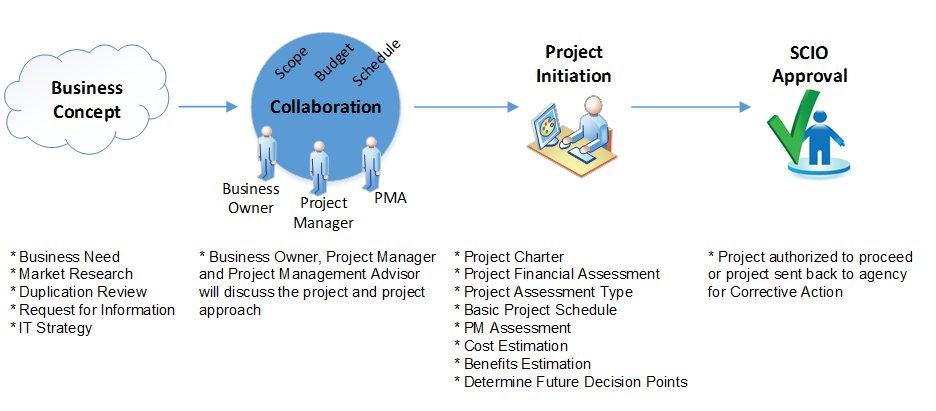 Business
Concept
Scope
Budget
Schedule
Collaboration
Business
Owner
Project
Manager
PMA
Project
Initiation
SCIO
Approval
* Business Need
* Market Research
* Duplication Review
* Request for Information
* IT Strategy
* Business Owner, Project Manager
and Project Management Advisor
will discuss the project and project
approach
* Project Charter
* Project Financial Assessment
* Project Assessment Type
* Basic Project Schedule
* PM Assessment
* Cost Estimation
* Benefits Estimation
* Determine Future Decision Points
* Project authorized to proceed
or project sent back to agency
for Corrective Action